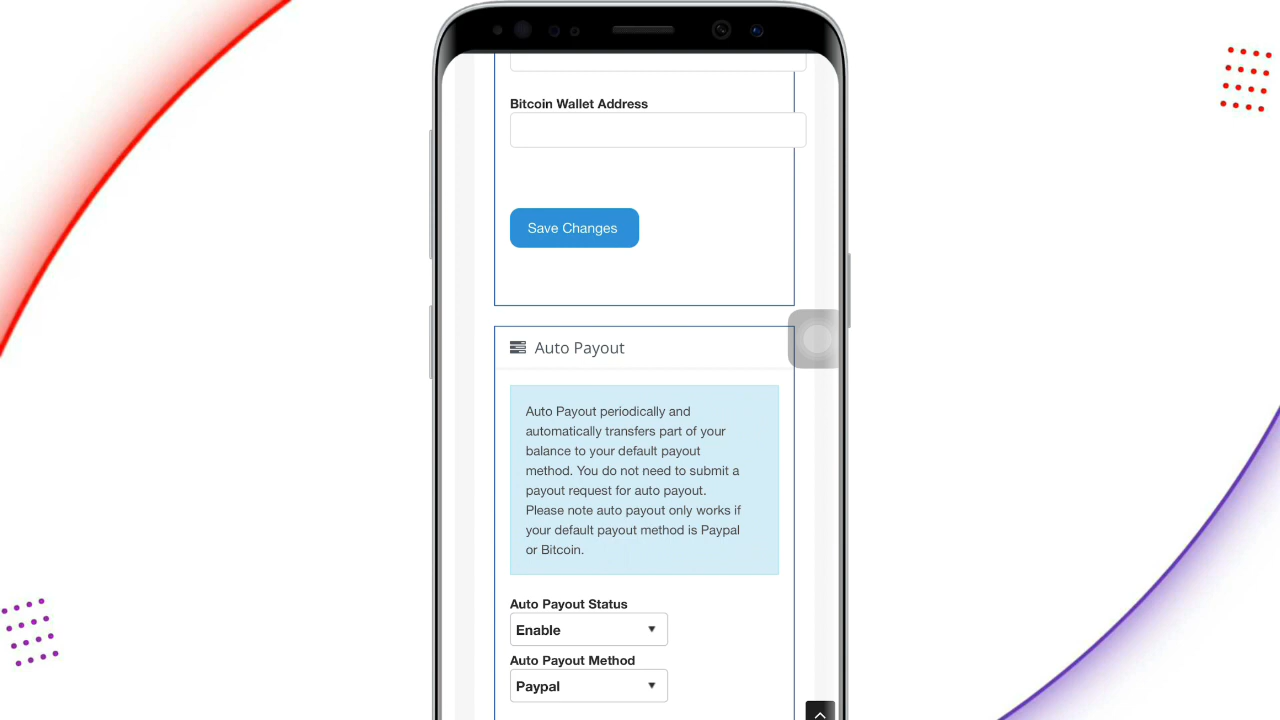 Bitcoin Wallet Address
Save Changes
Auto Payout
Auto Payout periodically and
automatically transfers part of your
balance to your default payout
method. You do not need to submit a
payout request for auto payout.
Please note auto payout only works if
your default payout method is Paypal
or Bitcoin.
Auto Payout Status
Enable
Auto Payout Method
Paypal